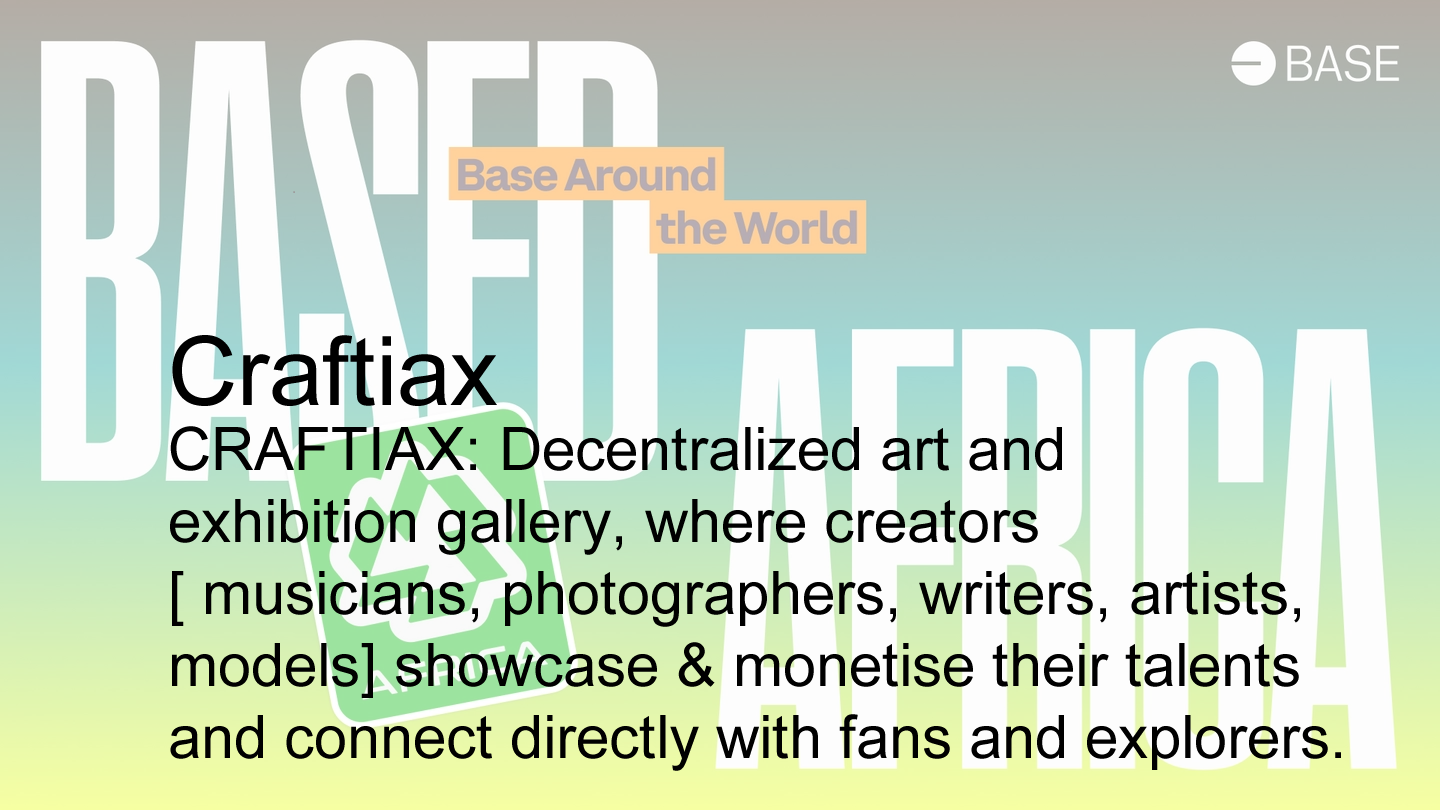 BASED
BASE
Base Around
the World
AFRICA
Craftiax
CRAFTIAX: Decentralized art and
exhibition gallery, where creators
[ musicians, photographers, writers, artists,
models] showcase & monetise their talents
and connect directly with fans and explorers.
AFRICA